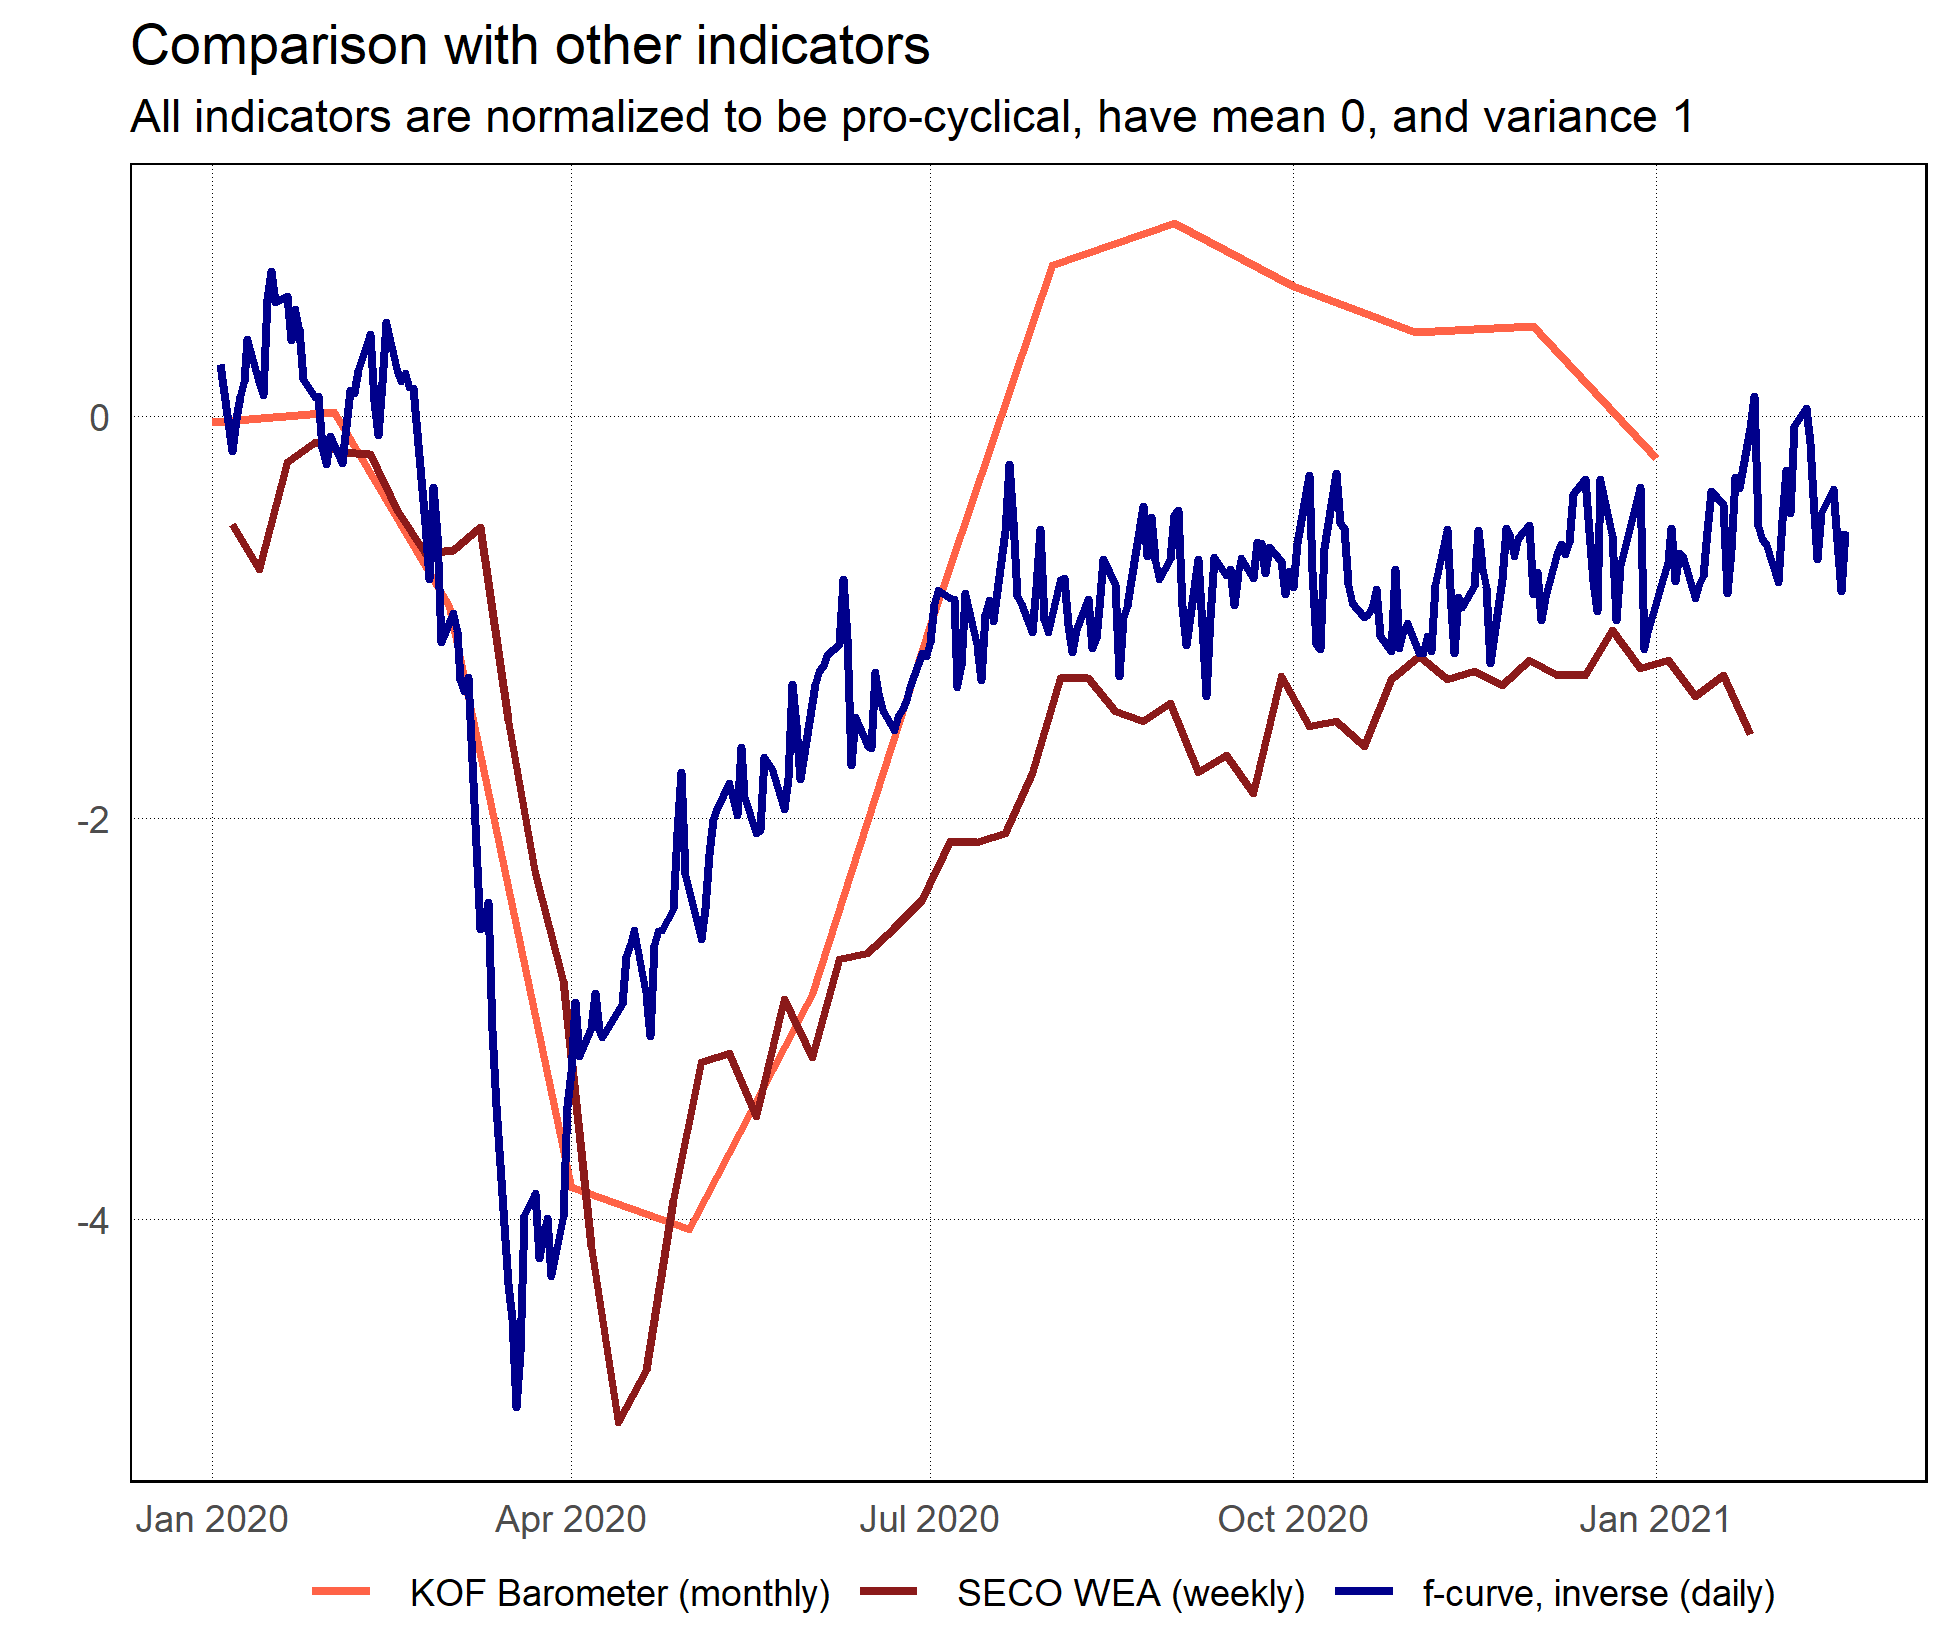 Comparison with other indicators
All indicators are normalized to be pro-cyclical, have mean 0, and variance 1
0
-2
-4
Jan 2020 Apr 2020 Jul 2020 Oct 2020 Jan 2021
KOF Barometer (monthly) SECO WEA (weekly) f-curve, inverse (daily)